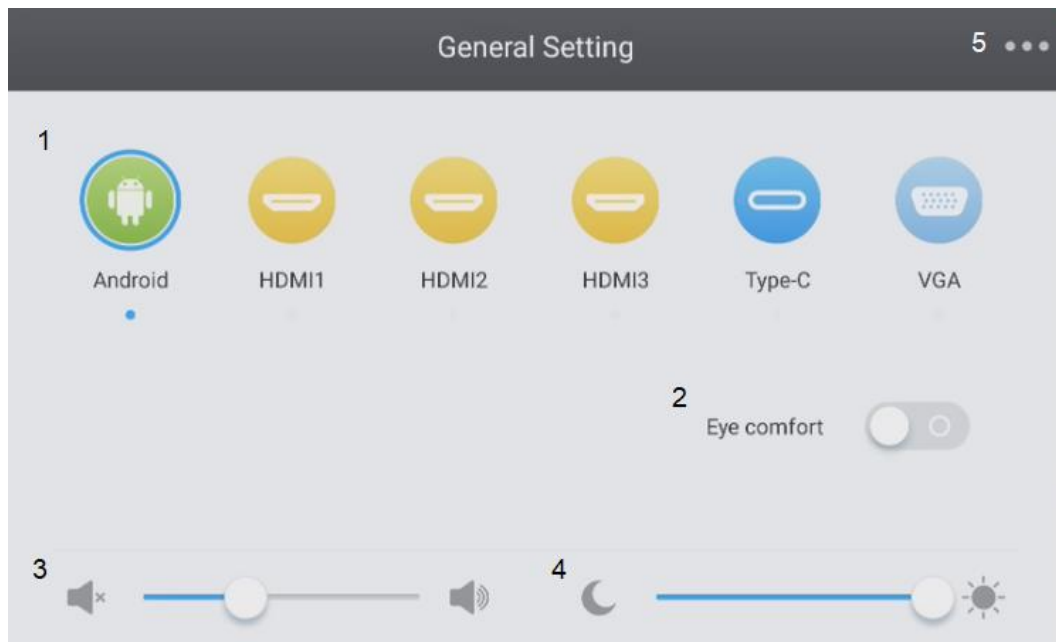 General Setting
5
1
Android HDMI1 HDMI2 HDMI3 Type-C VGA
2
Eye comfort
3 4